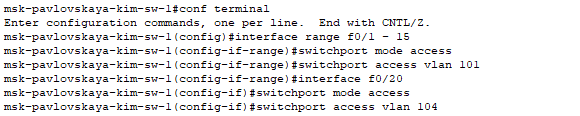 msk-pavlovskaya-kim-sw-1#conf terminal
Enter configuration commands, one per line.  End with CNTL/Z.
msk-pavlovskaya-kim-sw-1(config)#interface range f0/1 - 15
msk-pavlovskaya-kim-sw-1(config-if-range)#switchport mode access
msk-pavlovskaya-kim-sw-1(config-if-range)#switchport access vlan 101
msk-pavlovskaya-kim-sw-1(config-if-range)#interface f0/20
msk-pavlovskaya-kim-sw-1(config-if)#switchport mode access
msk-pavlovskaya-kim-sw-1(config-if)#switchport access vlan 104